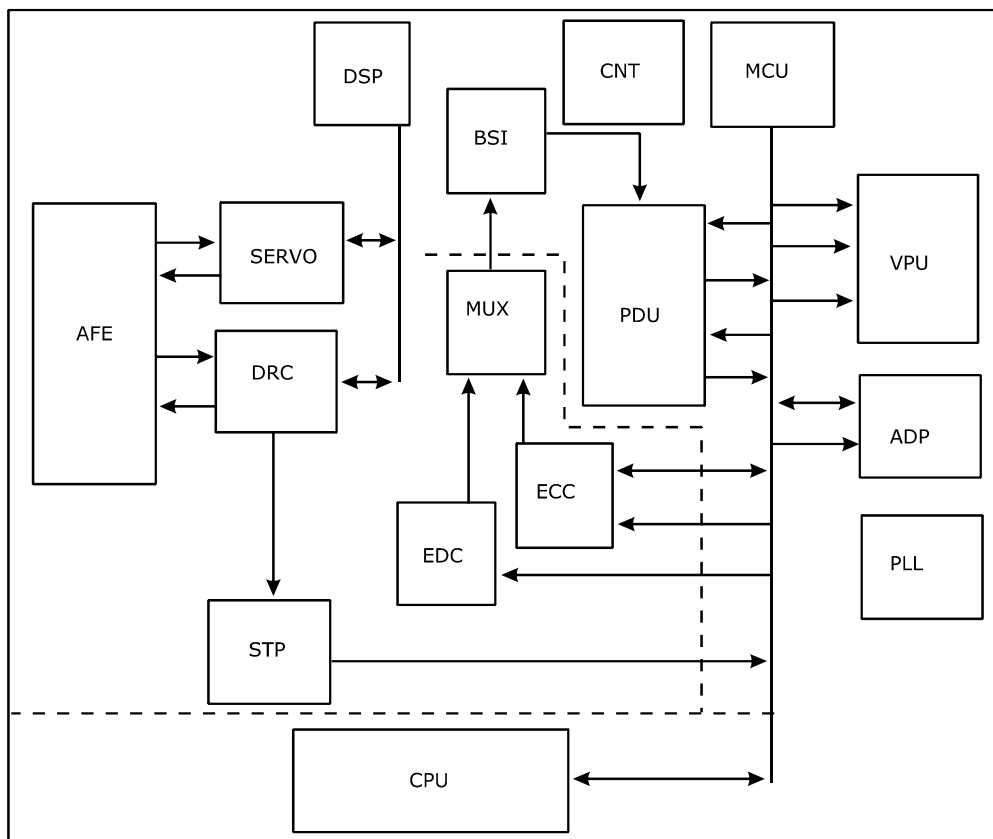 DSP
CNT
MCU
BSI
SERVO
VPU
MUX
PDU
AFE
DRC
ADP
ECC
EDC
PLL
STP
CPU